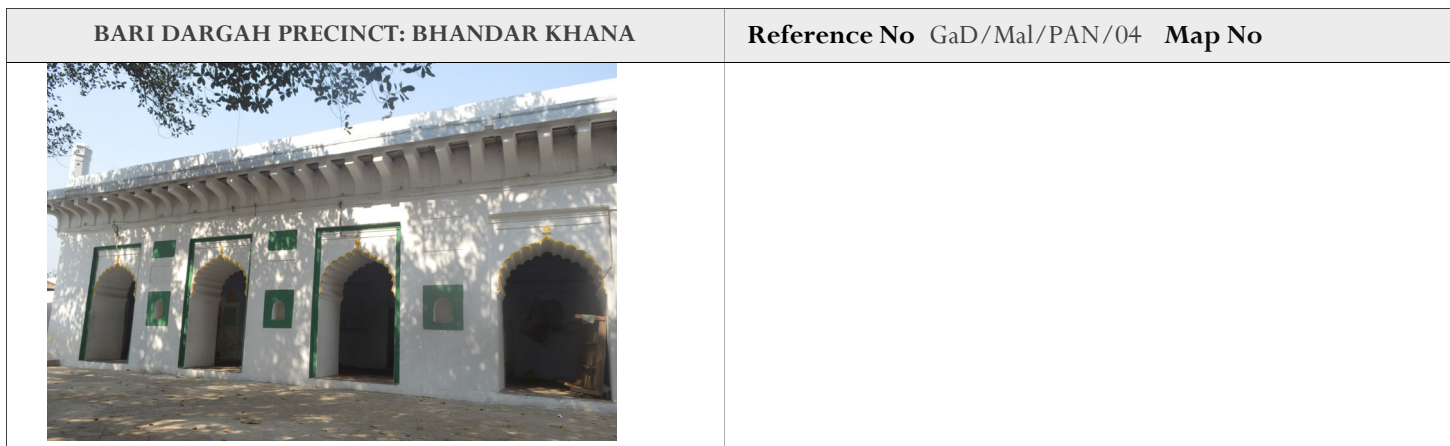 BARI DARGAH PRECINCT: BHANDAR KHANA
Reference No GaD/Mal/PAN/04 Map No